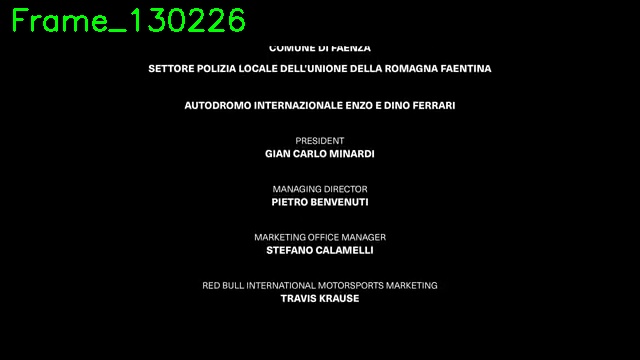 Frame_130226
COMUNE DI FAENZA
SETTORE POLIZIA LOCALE DELL'UNIONE DELLA ROMAGNA FAENTINA
AUTODROMO INTERNAZIONALE ENZO E DINO FERRARI
PRESIDENT
GIAN CARLO MINARDI
MANAGING DIRECTOR
PIETRO BENVENUTI
MARKETING OFFICE MANAGER
STEFANO CALAMELLI
RED BULL INTERNATIONAL MOTORSPORTS MARKETING
TRAVIS KRAUSE